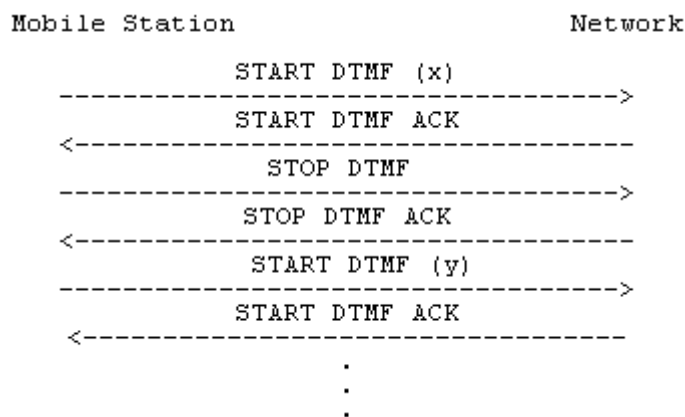 Mobile Station Network
START DTMF (x)
----------------------------------->
START DTMF ACK
<-----------------------------------
STOP DTMF
----------------------------------->
STOP DTMF ACK
<-----------------------------------
START DTMF (y)
----------------------------------->
START DTMF ACK
<----------------------------------
.
.
.